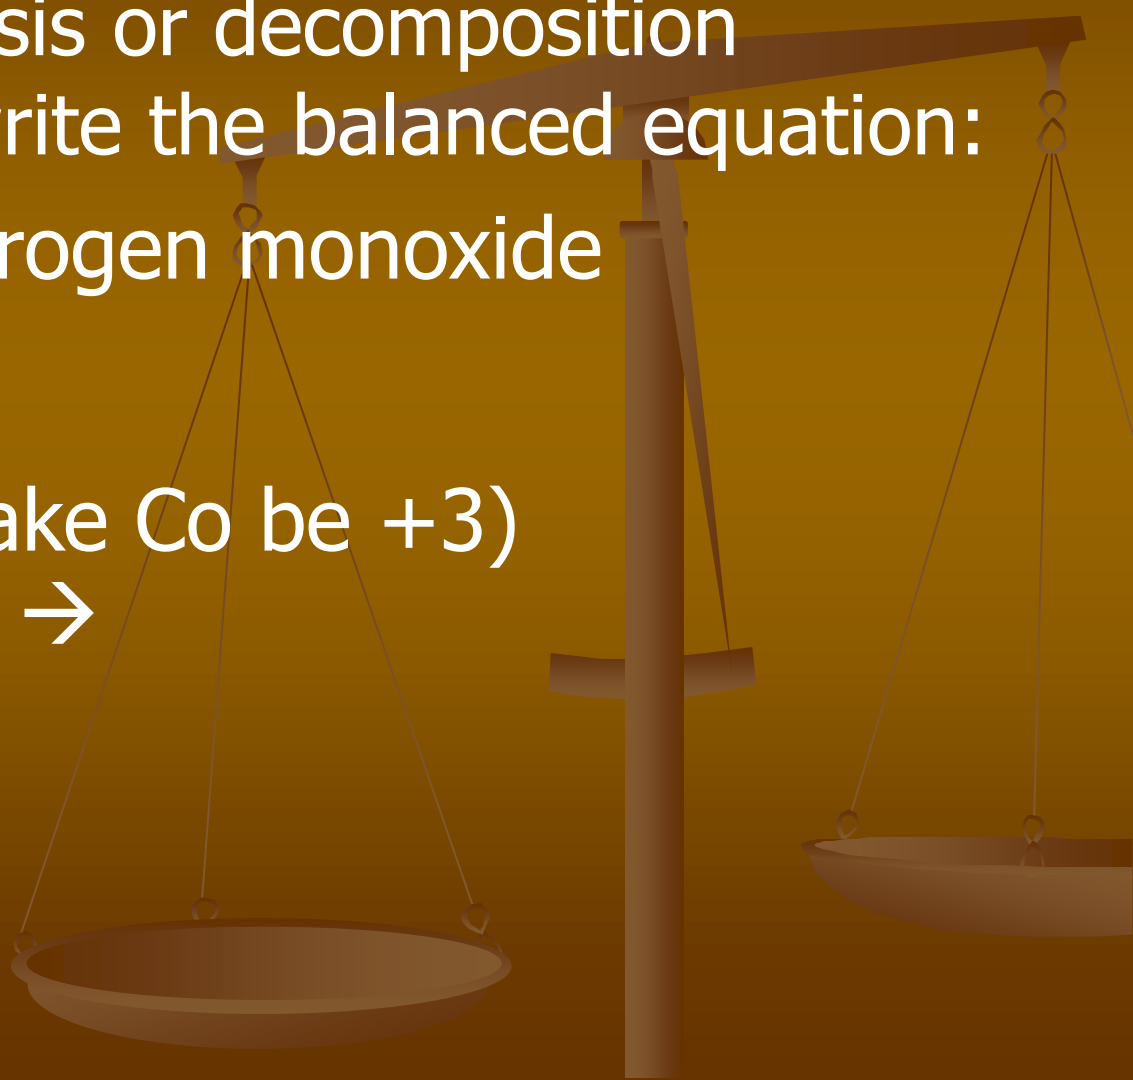 sis or decomposition
rite the balanced equation:
rogen monoxide
ake Co be +3)
→